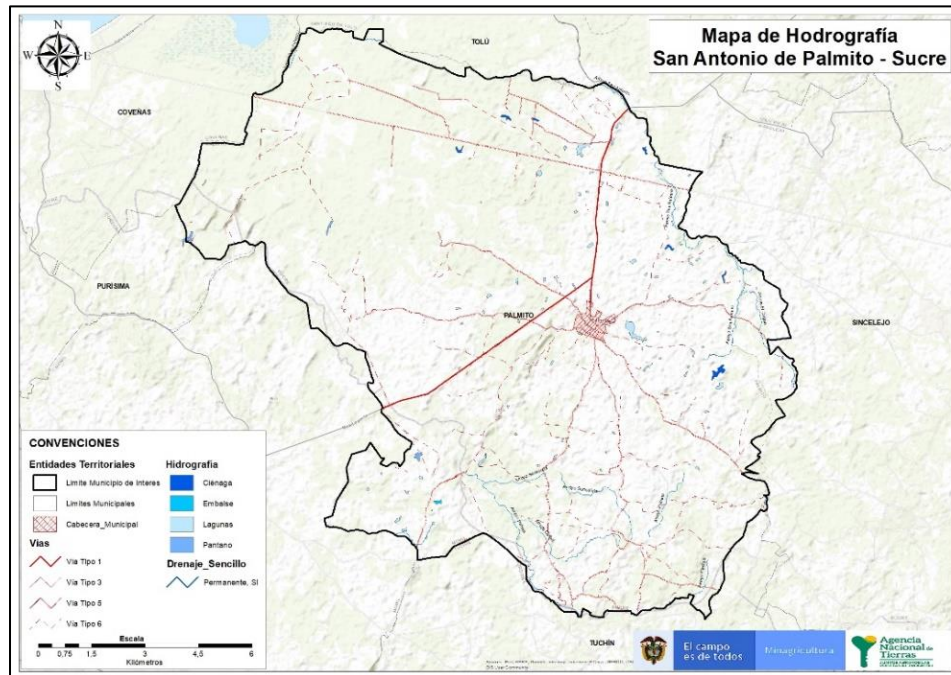 Mapa de Hodrografía
San Antonio de Palmito - Sucre
N
W E
S
TOLÚ
COVEÑAS
PURISIMA
PALMITO
SINCELEJO
TUCHÍN
CONVENCIONES
Entidades Territoriales
Limite Municipio de Interes
Limites Municipales
Cabecera_Municipal
Vías
Via Tipo 1
Via Tipo 3
Via Tipo 5
Via Tipo 6
Hidrografia
Ciénaga
Embalse
Lagunas
Pantano
Drenaje_Sencillo
Permanente, SI
Escala
0 0,75 1,5 3 4,5 6
Kilómetros
El campo
es de todos
Minagricultura
Agencia
Nacional de
Tierras